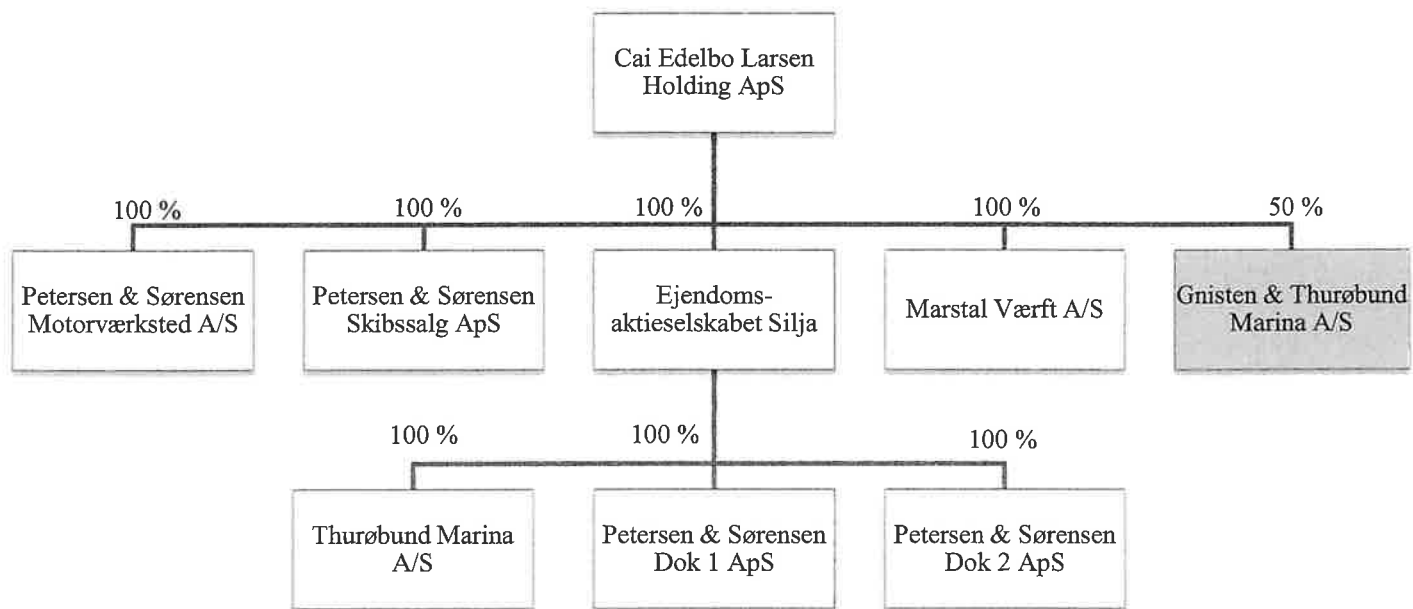 Cai Edelbo Larsen
Holding ApS
100 %
100 %
100 %
100 %
50 %
Petersen & Sørensen
Motorværksted A/S
Petersen & Sørensen
Skibssalg ApS
Ejendoms-
aktieselskabet Silja
Marstal Værft A/S
Gnisten & Thurøbund
Marina A/S
100 %
100 %
100 %
Thurøbund Marina
A/S
Petersen & Sørensen
Dok 1 ApS
Petersen & Sørensen
Dok 2 ApS